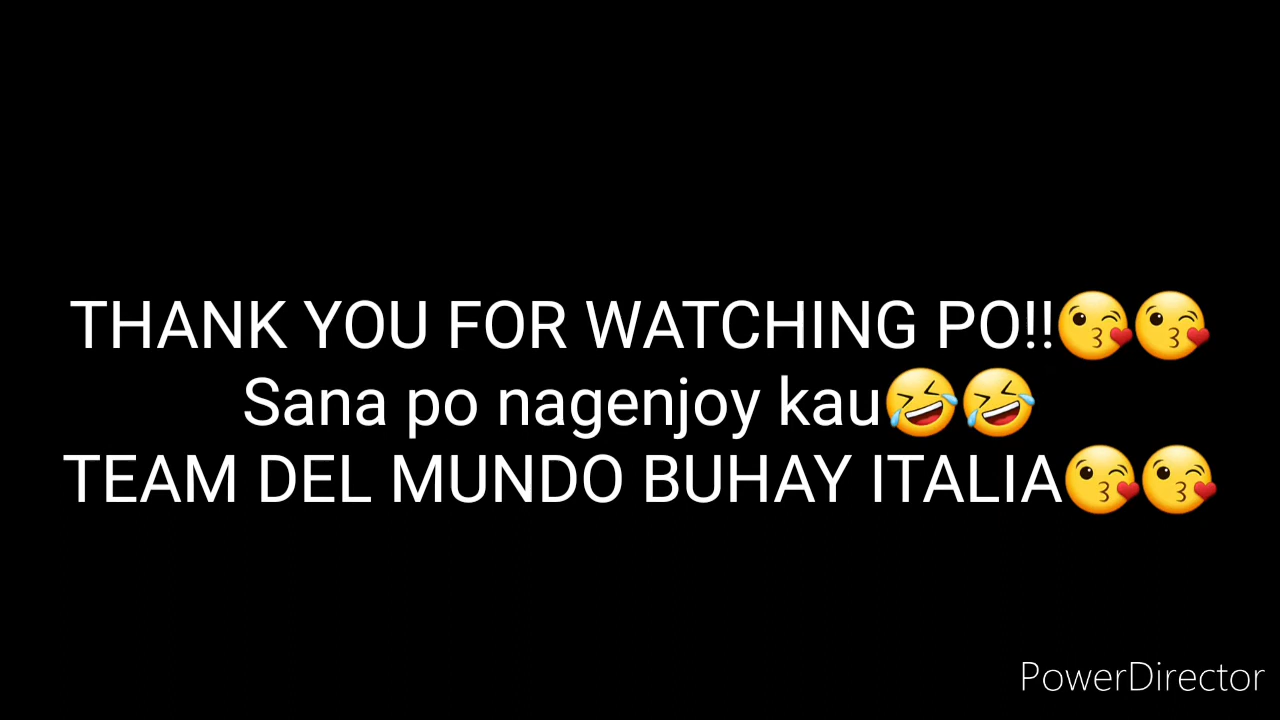 THANK YOU FOR WATCHING PO!!😘😘
Sana po nagenjoy kau🤣🤣
TEAM DEL MUNDO BUHAY ITALIA😘😘
PowerDirector